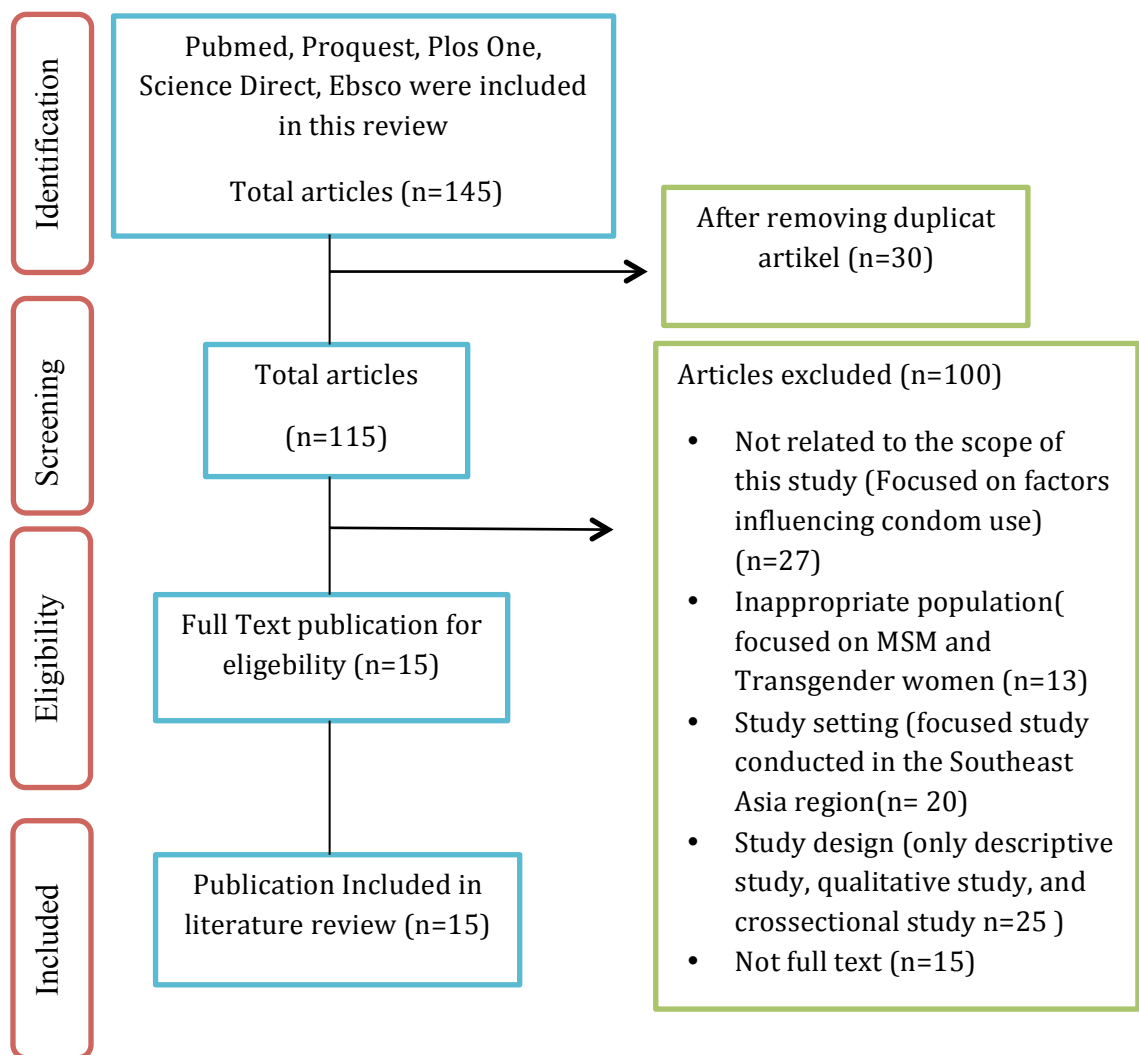 Identification
Pubmed, Proquest, Plos One,
Science Direct, Ebsco were included
in this review
Total articles (n=145)
After removing duplicat
artikel (n=30)
Screening
Total articles
(n=115)
Articles excluded (n=100)
• Not related to the scope of
this study (Focused on factors
influencing condom use)
(n=27)
• Inappropriate population(
focused on MSM and
Transgender women (n=13)
• Study setting (focused study
conducted in the Southeast
Asia region(n= 20)
• Study design (only descriptive
study, qualitative study, and
crossectional study n=25 )
• Not full text (n=15)
Eligibility
Full Text publication for
eligebility (n=15)
Included
Publication Included in
literature review (n=15)